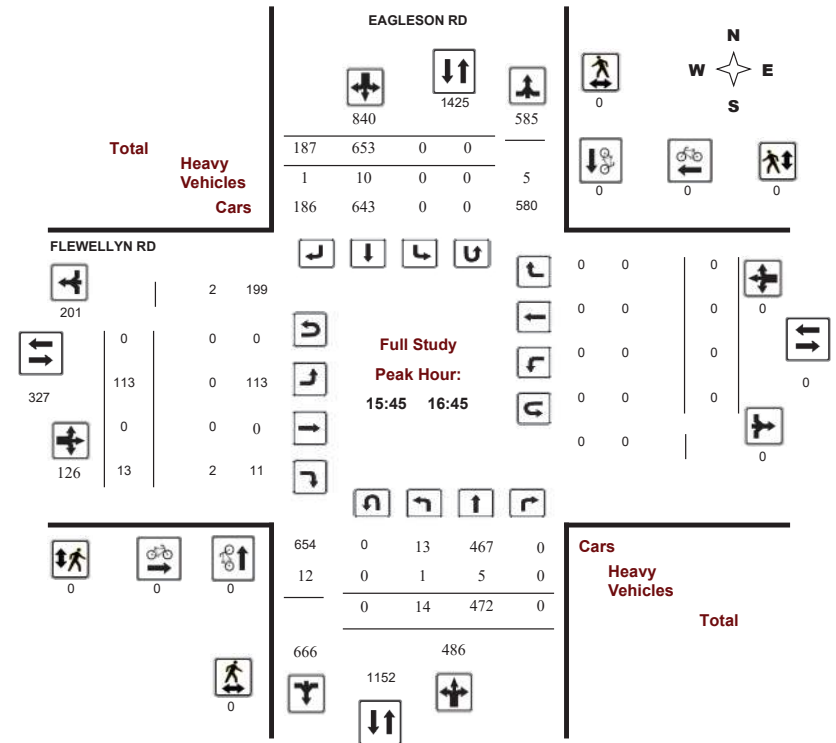 EAGLESON RD
N
W E
S
1425
0
840 585
Total 187 653 0 0
Heavy
Vehicles 1 10 0 0 5
Cars 186 643 0 0 580
0 0 0
FLEWELLYN RD
201
2 199
0 0 0 0
0 0 0 0
327
0 0 0
113 0 113
0 0 0
126 13 2 11
Full Study
Peak Hour:
15:45 16:45
0 0 0
0 0 0
0
0 0
0
654 0 13 467 0 Cars
12 0 1 5 0 Heavy
Vehicles
0 14 472 0
Total
0 0 0
666 486
1152
0